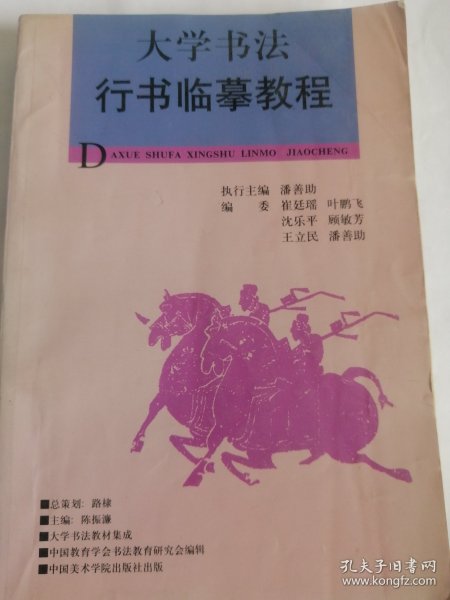 大学书法
行书临摹教程
DAXUE SHUFA XINGSHU LINMO JIAOCHENG
执行主编 潘善助
编 委 崔廷瑶 叶鹏飞
沈乐平 顾敏芳
王立民 潘善助
■总策划: 路棣
■主编: 陈振濂
■大学书法教材集成
■中国教育学会书法教育研究会编辑
■中国美术学院出版社出版
孔夫子旧书网